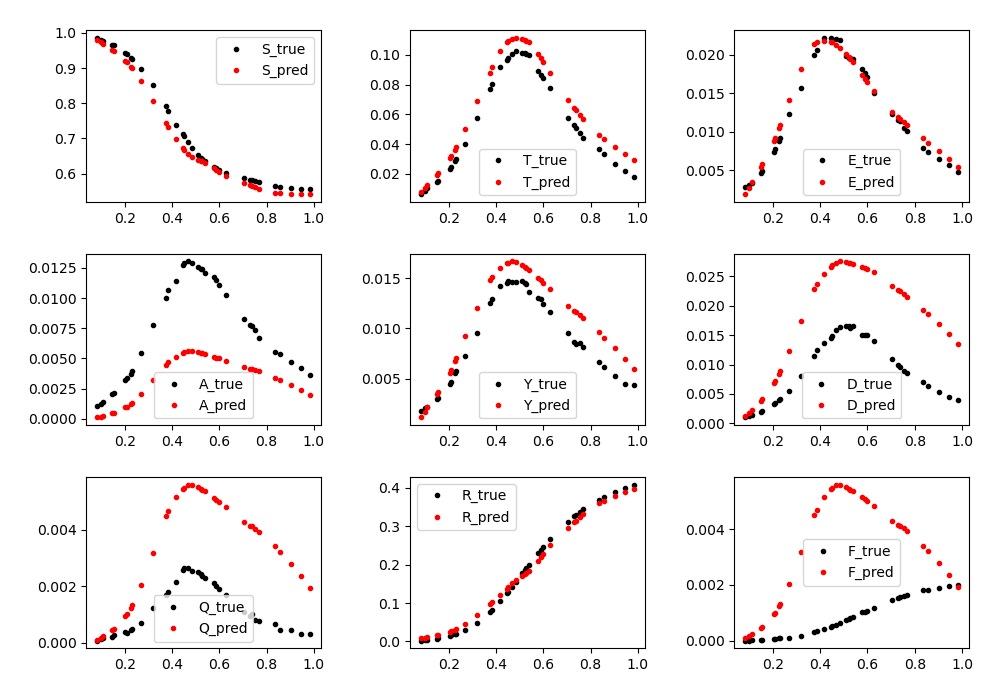 1.0
0.9
0.8
0.7
0.6
S_true
S_pred
0.2 0.4 0.6 0.8 1.0
0.10
0.08
0.06
0.04
0.02
T_true
T_pred
0.2 0.4 0.6 0.8 1.0
0.020
0.015
0.010
0.005
E_true
E_pred
0.2 0.4 0.6 0.8 1.0
0.0125
0.0100
0.0075
0.0050
0.0025
0.0000
A_true
A_pred
0.2 0.4 0.6 0.8 1.0
0.015
0.010
0.005
Y_true
Y_pred
0.2 0.4 0.6 0.8 1.0
0.025
0.020
0.015
0.010
0.005
0.000
D_true
D_pred
0.2 0.4 0.6 0.8 1.0
0.004
0.002
0.000
Q_true
Q_pred
0.2 0.4 0.6 0.8 1.0
0.4
0.3
0.2
0.1
0.0
R_true
R_pred
0.2 0.4 0.6 0.8 1.0
0.004
0.002
0.000
F_true
F_pred
0.2 0.4 0.6 0.8 1.0